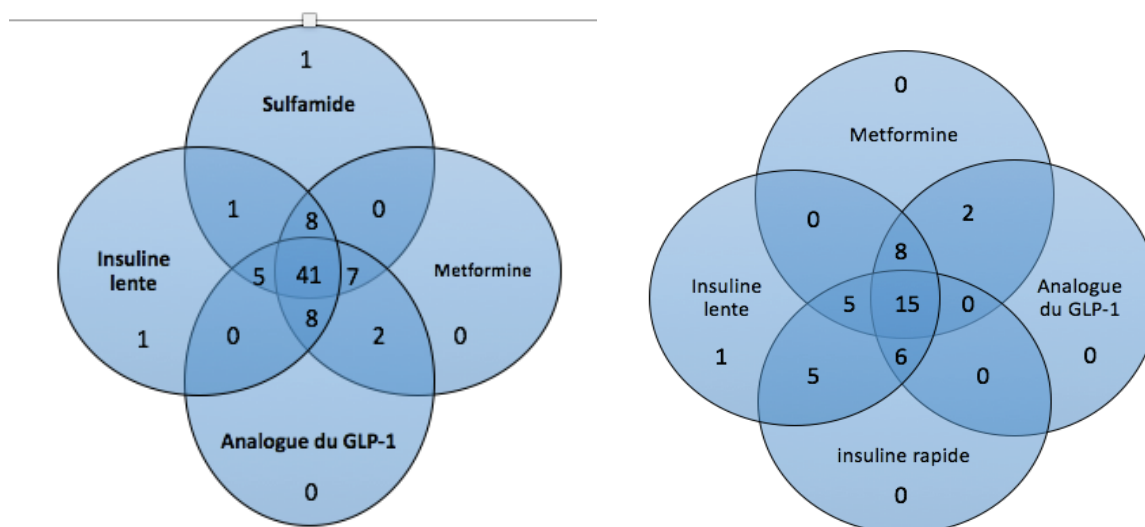 1
Sulfamide
1
8
0
Insuline
lente
5
41
7
Metformine
1
0
8
2
0
Analogue du GLP-1
0
0
Metformine
0
2
8
Insuline
lente
5
15
0
Analogue
du GLP-1
1
5
6
0
0
insuline rapide
0